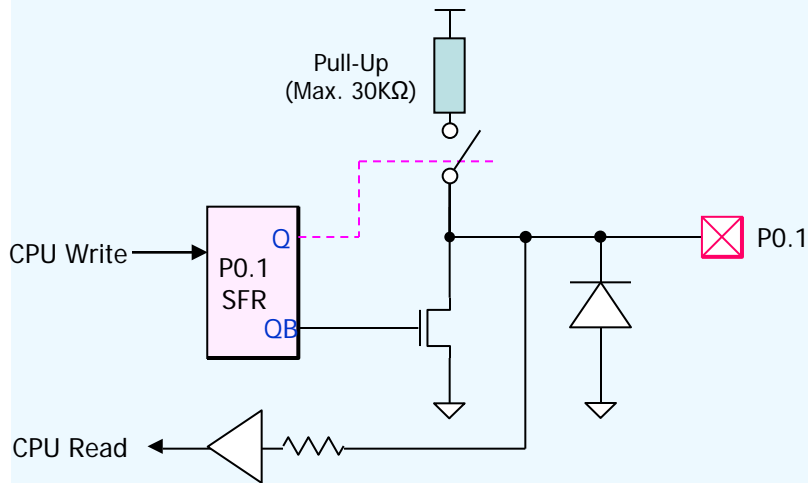 Pull-Up
(Max. 30KΩ)
Q
CPU Write
P0.1
P0.1
SFR
QB
CPU Read